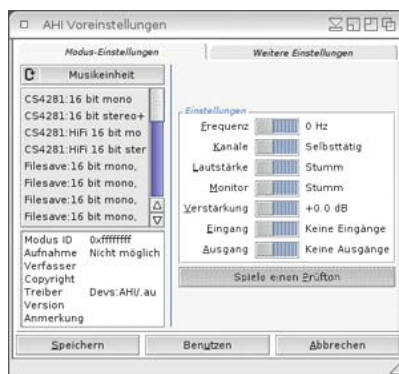 AHI Voreinstellungen
Modus-Einstellungen
Weitere Einstellungen
Musikeinheit
CS4281:16 bit mono
CS4281:16 bit stereo+
CS4281:HiFi 16 bit mo
CS4281:HiFi 16 bit ster
Filesave:16 bit mono,
Filesave:16 bit mono,
Filesave:16 bit mono,
Filesave:16 bit mono,
Modus ID 0xffffffff
Aufnahme Nicht möglich
Verfasser
Copyright
Treiber Devs:AHI/.au
Version
Anmerkung
Einstellungen
Frequenz 0 Hz
Kanäle Selbsttätig
Lautstärke Stumm
Monitor Stumm
Verstärkung +0.0 dB
Eingang Keine Eingänge
Ausgang Keine Ausgänge
Spiele einen Prüfton
Speichern
Benutzen
Abbrechen